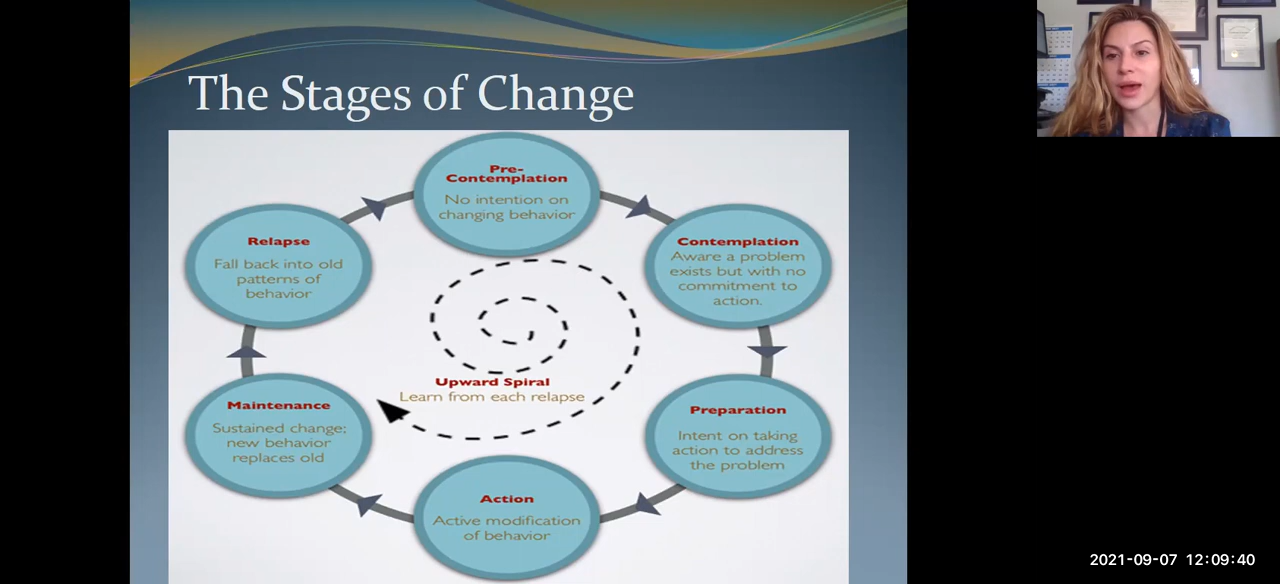 The Stages of Change
Pre-
Contemplation
No intention on
changing behavior
Contemplation
Aware a problem
exists but with no
commitment to
action.
Preparation
Intent on taking
action to address
the problem
Action
Active modification
of behavior
Maintenance
Sustained change;
new behavior
replaces old
Relapse
Fall back into old
patterns of
behavior
Upward Spiral
Learn from each relapse
2021-09-07 12:09:40